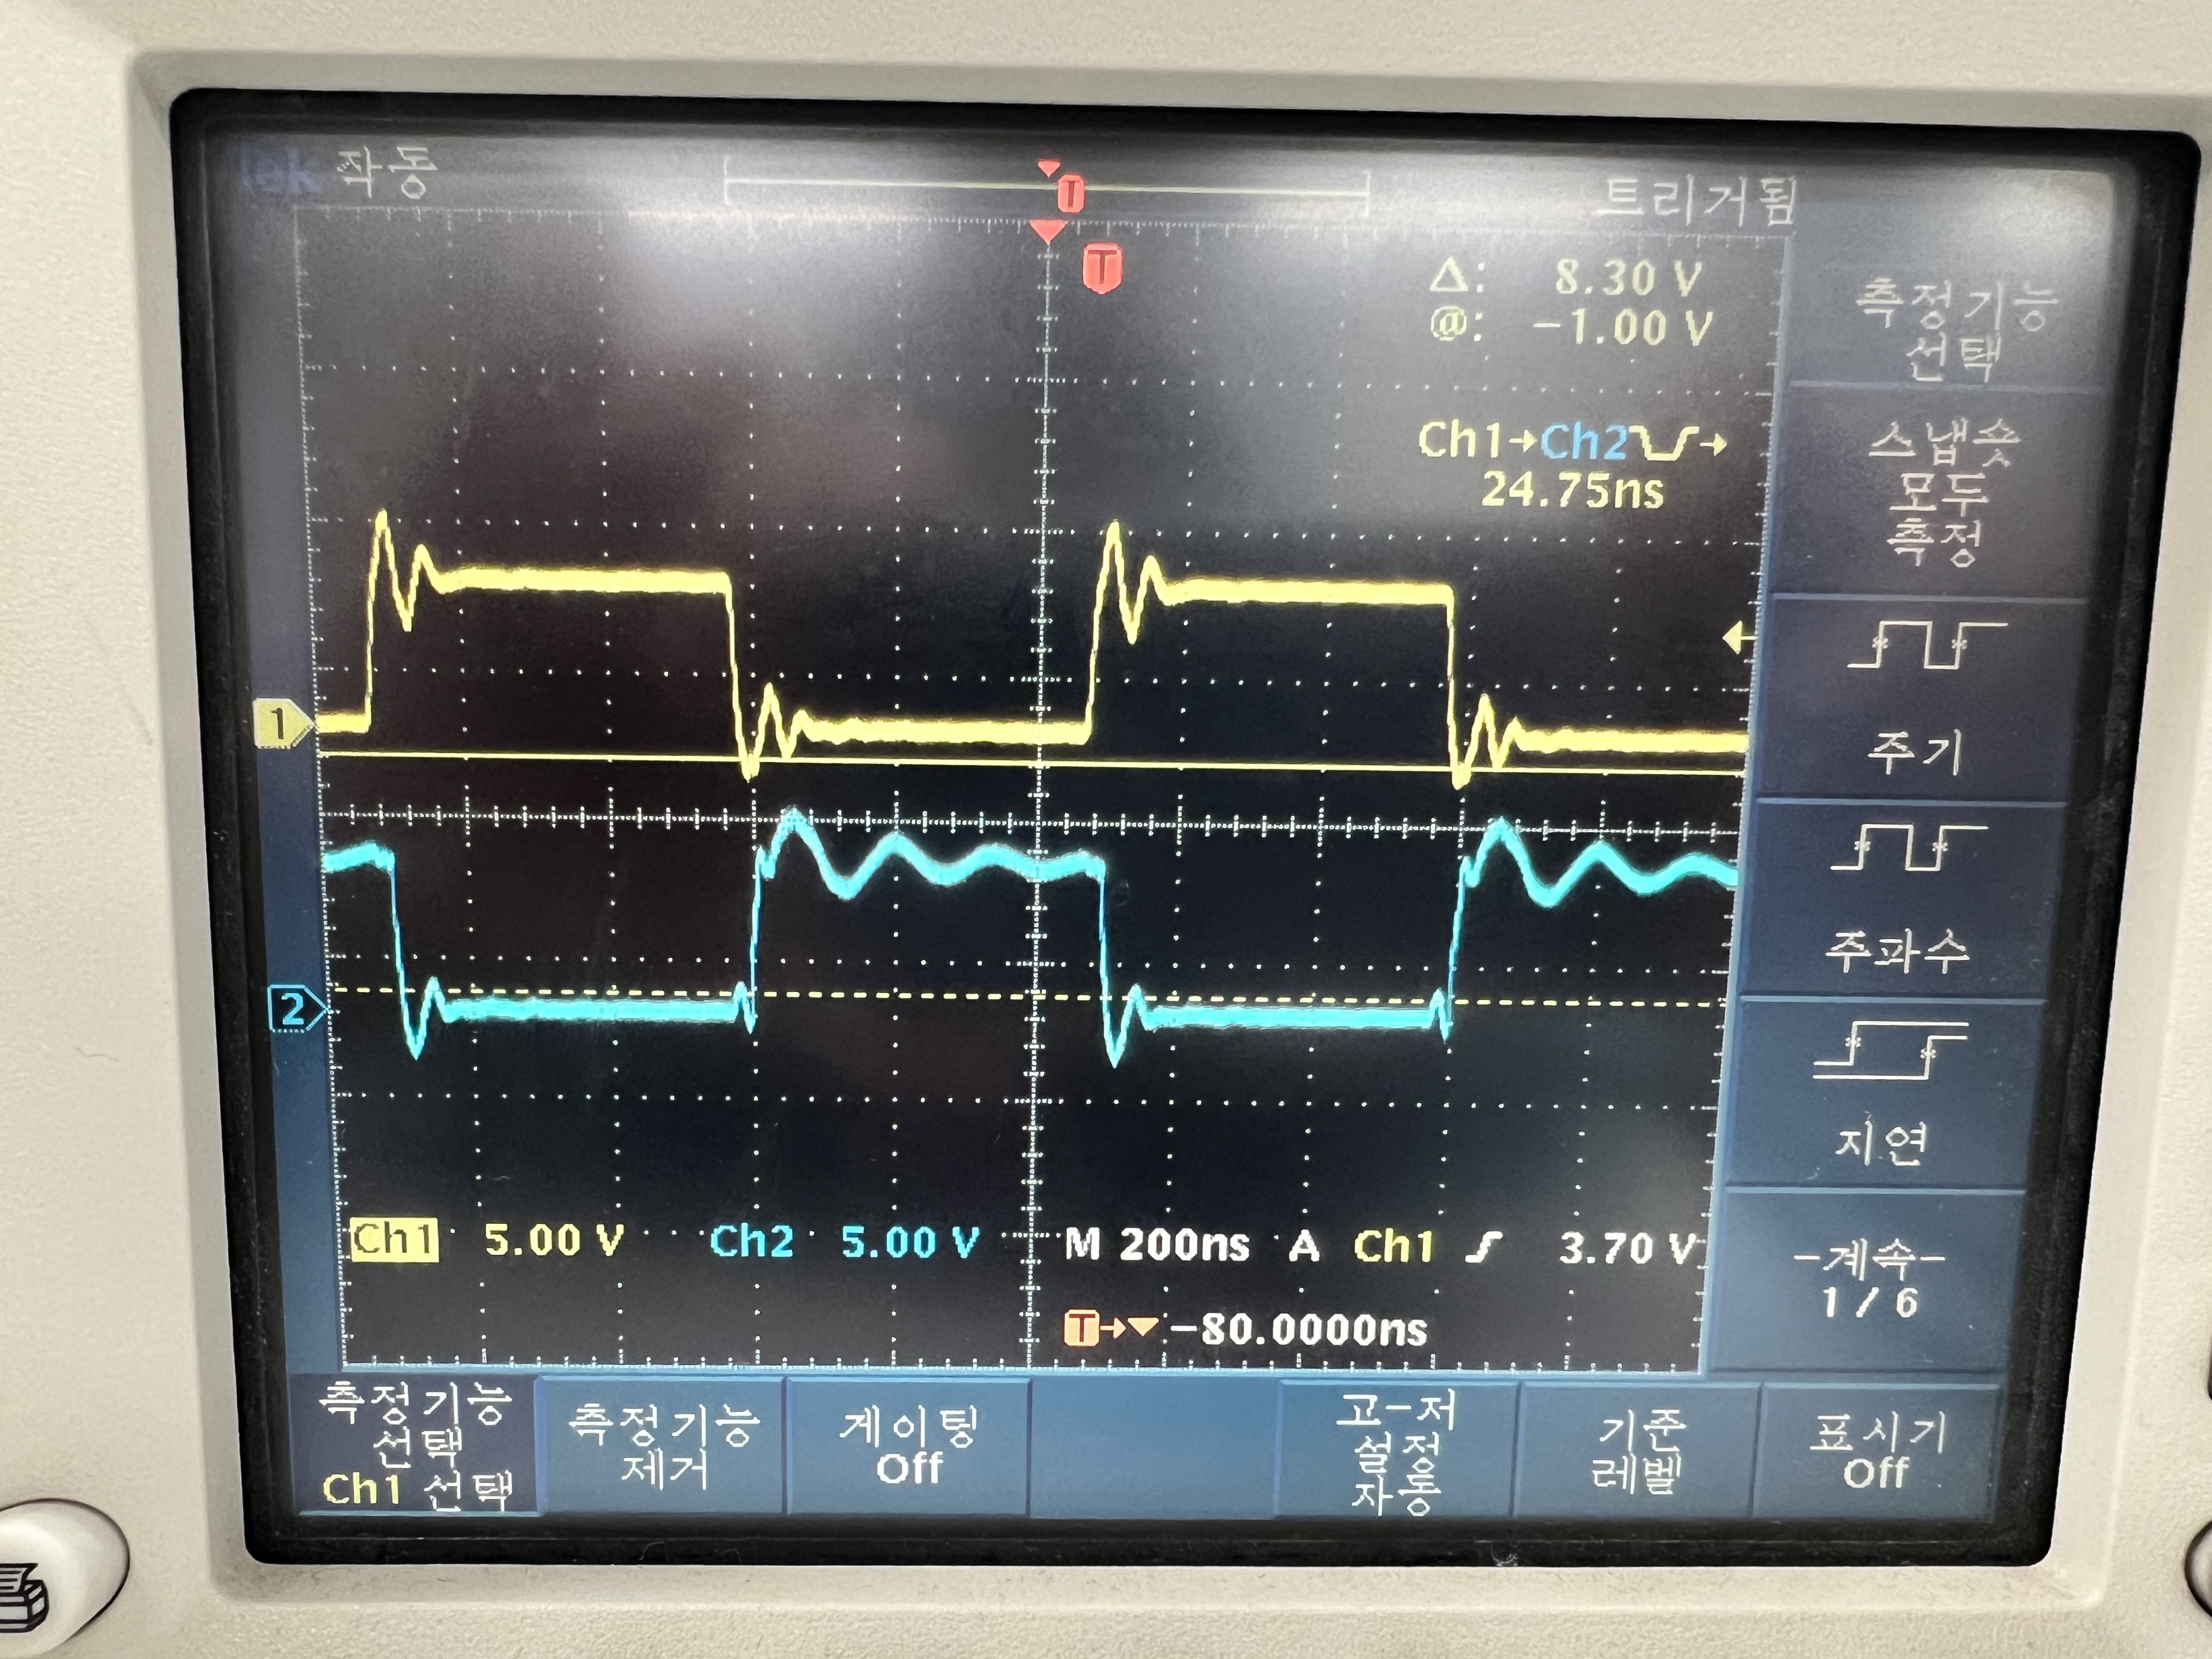 Tek 작동
트리거됨
T
T
Δ: 8.30 V
@: −1.00 V
Ch1→Ch2
24.75ns
1
2
Ch1 5.00 V Ch2 5.00 V M 200ns A Ch1 3.70 V
T→ −80.0000ns
측정기능
선택
스냅숏
모두
측정
주기
주파수
지연
-계속-
1 / 6
측정기능
선택
Ch1 선택
측정기능
제거
게이팅
Off
고-저
설정
자동
기준
레벨
표시기
Off